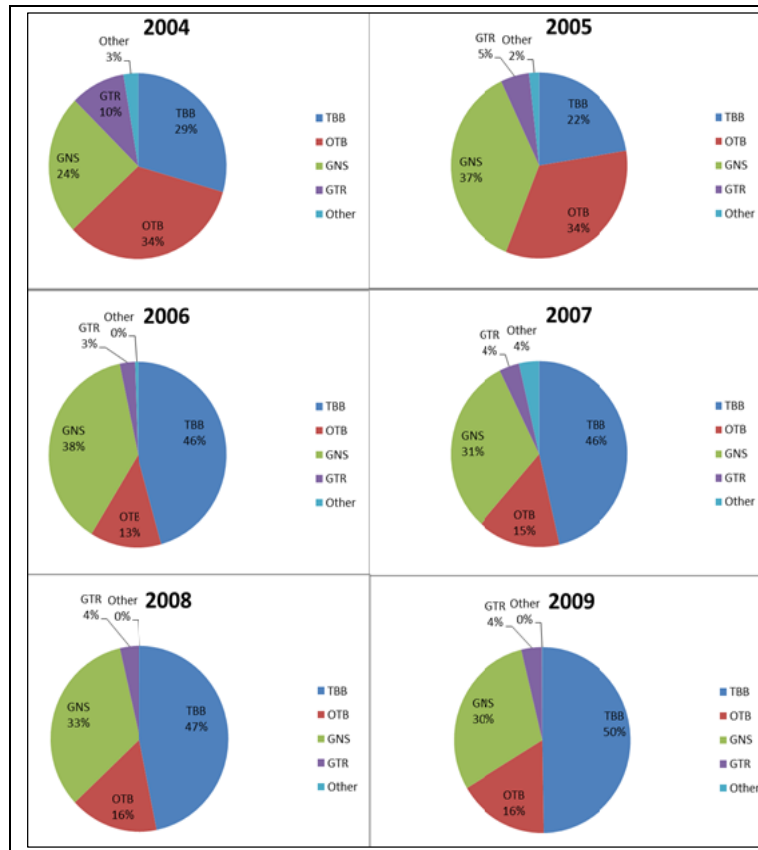 2004
Other
3%
GTR
10%
TBB
29%
GNS
24%
OTB
34%
TBB
OTB
GNS
GTR
Other
2005
GTR
5%
Other
2%
TBB
22%
GNS
37%
OTB
34%
TBB
OTB
GNS
GTR
Other
2006
GTR
3%
Other
0%
TBB
46%
GNS
38%
OTE
13%
TBB
OTB
GNS
GTR
Other
2007
GTR
4%
Other
4%
TBB
46%
GNS
31%
OTB
15%
TBB
OTB
GNS
GTR
Other
2008
GTR
4%
Other
0%
TBB
47%
GNS
33%
OTB
16%
TBB
OTB
GNS
GTR
Other
2009
GTR
4%
Other
0%
TBB
50%
GNS
30%
OTB
16%
TBB
OTB
GNS
GTR
Other